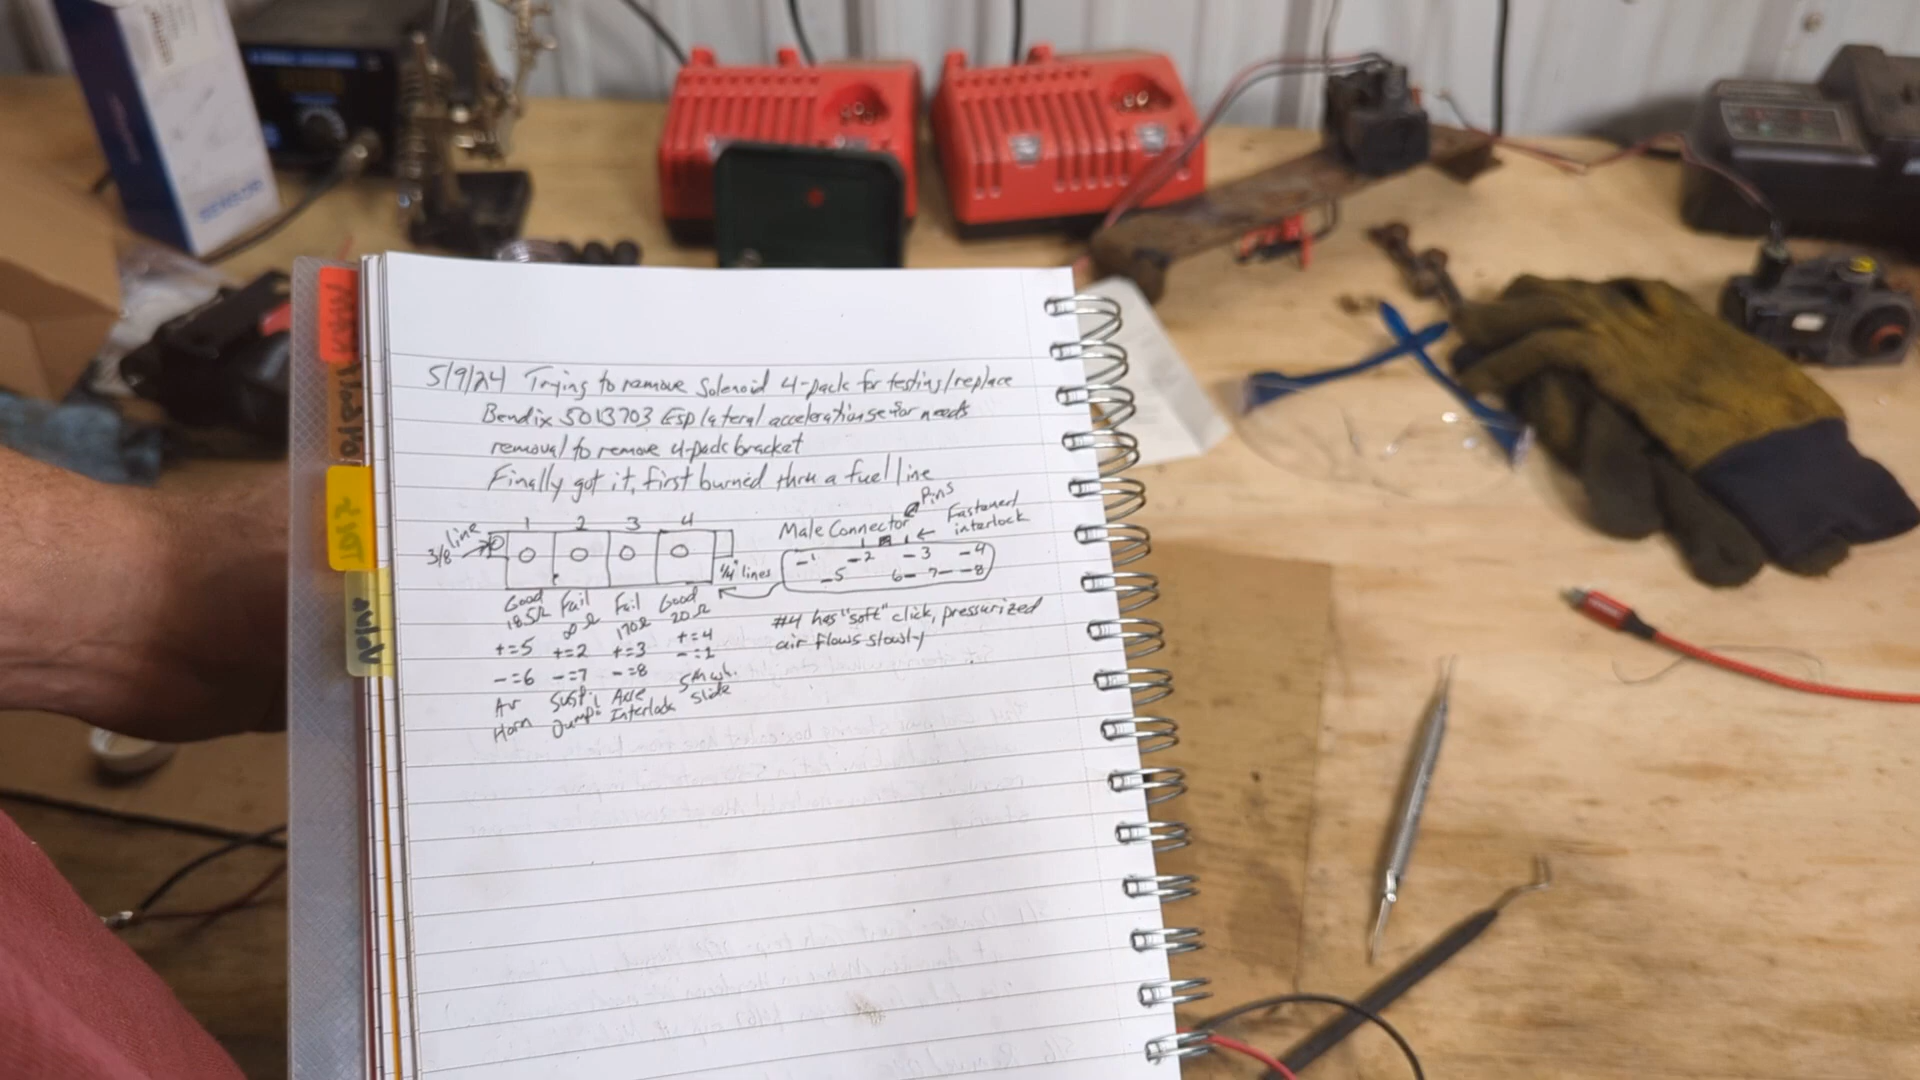 5/9/24 Trying to remove Solenoid 4-pack for testing/replace
Bendix 5013703 Esp lateral acceleration sensor needs
removal to remove 4-pack bracket
Finally got it, first burned thru a fuel line
3/8" line
1 2 3 4
1/4" lines
Male Connector
Pins
Fastener/
interlock
-1 -2 -3 -4
-5 6- 7- -8
Good Fail Fail Good
18.5Ω ∞Ω 170Ω 20Ω
+=5 +=2 +=3 +=4
-=6 -=7 -=8 -=1
Air Susp. Axle 5th wh.
Horn Dump Interlock Slide
#4 has "soft" click, pressurized
air flows slowly